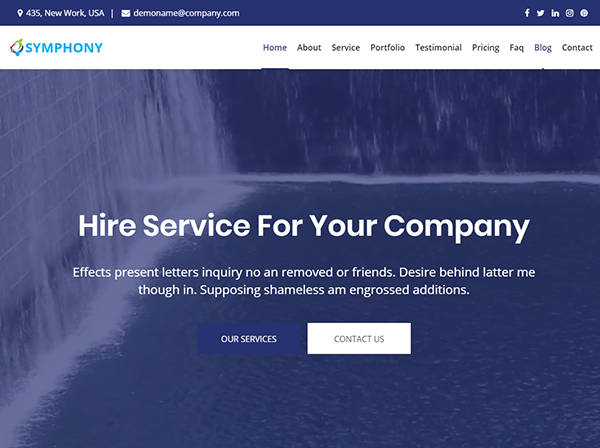 435, New Work, USA | demoname@company.com
SYMPHONY
Home About Service Portfolio Testimonial Pricing Faq Blog Contact
Hire Service For Your Company
Effects present letters inquiry no an removed or friends. Desire behind latter me
though in. Supposing shameless am engrossed additions.
OUR SERVICES CONTACT US